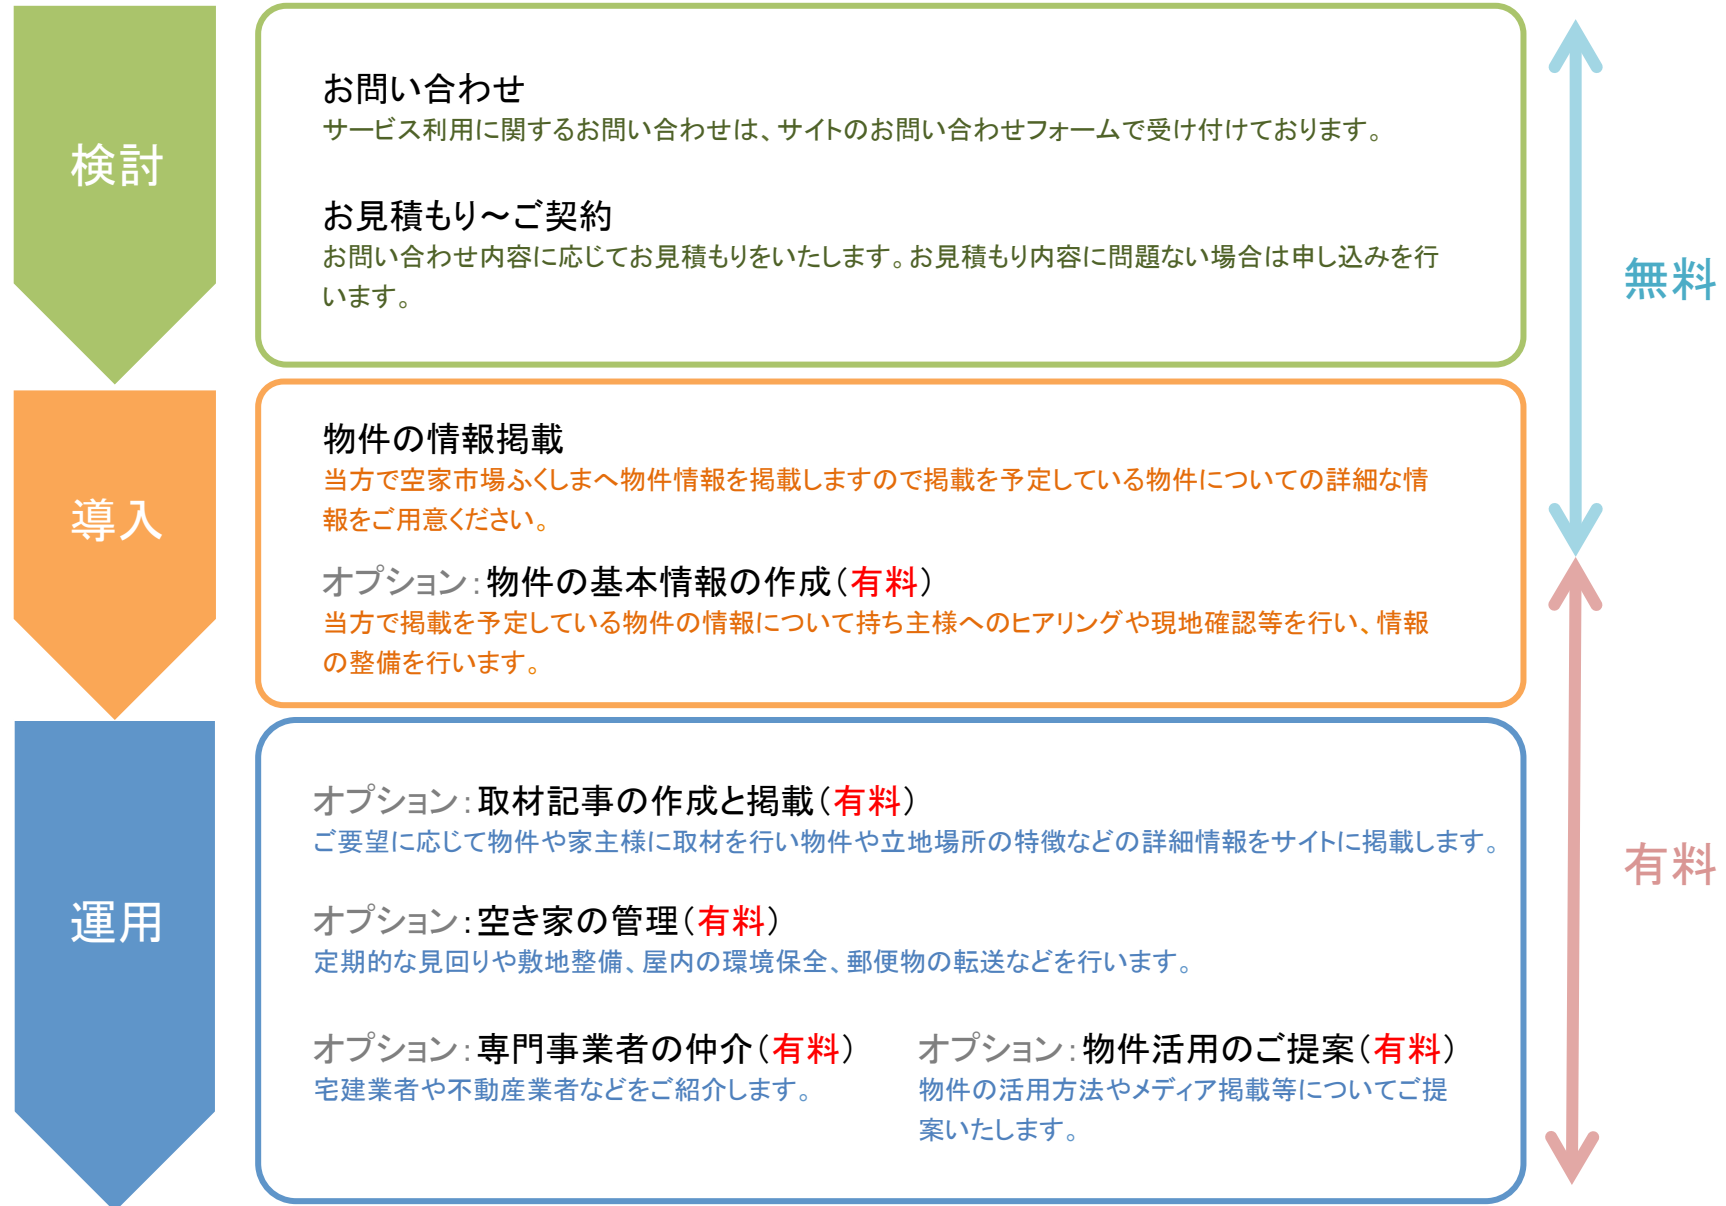 検討
お問い合わせ
サービス利用に関するお問い合わせは、サイトのお問い合わせフォームで受け付けております。
お見積もり～ご契約
お問い合わせ内容に応じてお見積もりをいたします。お見積もり内容に問題ない場合は申し込みを行
います。
無料
導入
物件の情報掲載
当方で空家市場ふくしまへ物件情報を掲載しますので掲載を予定している物件についての詳細な情
報をご用意ください。
オプション：物件の基本情報の作成（有料）
当方で掲載を予定している物件の情報について持ち主様へのヒアリングや現地確認等を行い、情報
の整備を行います。
運用
オプション：取材記事の作成と掲載（有料）
ご要望に応じて物件や家主様に取材を行い物件や立地場所の特徴などの詳細情報をサイトに掲載します。
有料
オプション：空き家の管理（有料）
定期的な見回りや敷地整備、屋内の環境保全、郵便物の転送などを行います。
オプション：専門事業者の仲介（有料）
宅建業者や不動産業者などをご紹介します。
オプション：物件活用のご提案（有料）
物件の活用方法やメディア掲載等についてご提
案いたします。